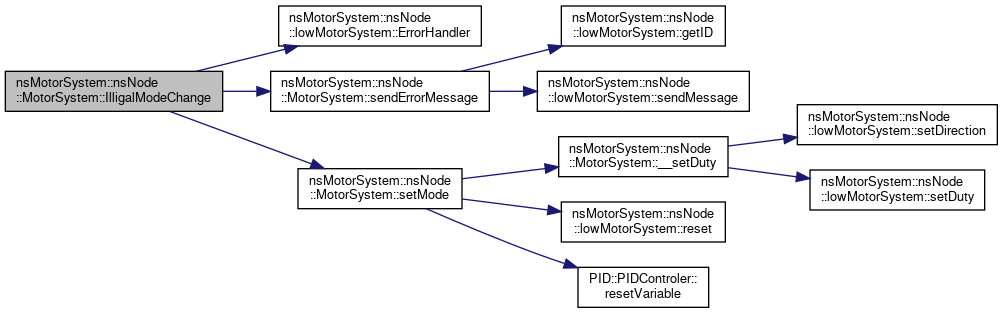 nsMotorSystem::nsNode
::MotorSystem::IlligalModeChange
nsMotorSystem::nsNode
::lowMotorSystem::ErrorHandler
nsMotorSystem::nsNode
::MotorSystem::sendErrorMessage
nsMotorSystem::nsNode
::MotorSystem::setMode
nsMotorSystem::nsNode
::lowMotorSystem::getID
nsMotorSystem::nsNode
::lowMotorSystem::sendMessage
nsMotorSystem::nsNode
::MotorSystem::__setDuty
nsMotorSystem::nsNode
::lowMotorSystem::reset
PID::PIDControler::
resetVariable
nsMotorSystem::nsNode
::lowMotorSystem::setDirection
nsMotorSystem::nsNode
::lowMotorSystem::setDuty